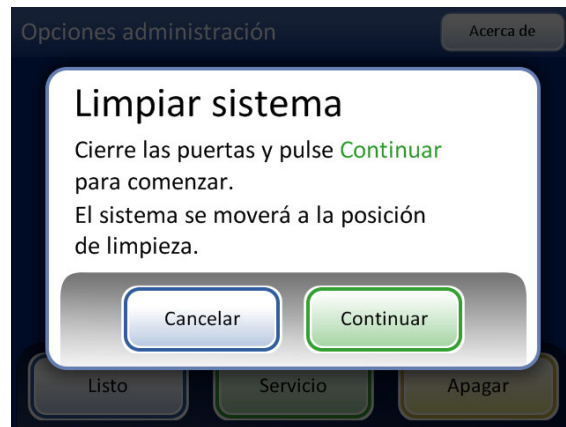 Opciones administración
Acerca de
Limpiar sistema
Cierre las puertas y pulse Continuar
para comenzar.
El sistema se moverá a la posición
de limpieza.
Cancelar
Continuar
Listo
Servicio
Apagar